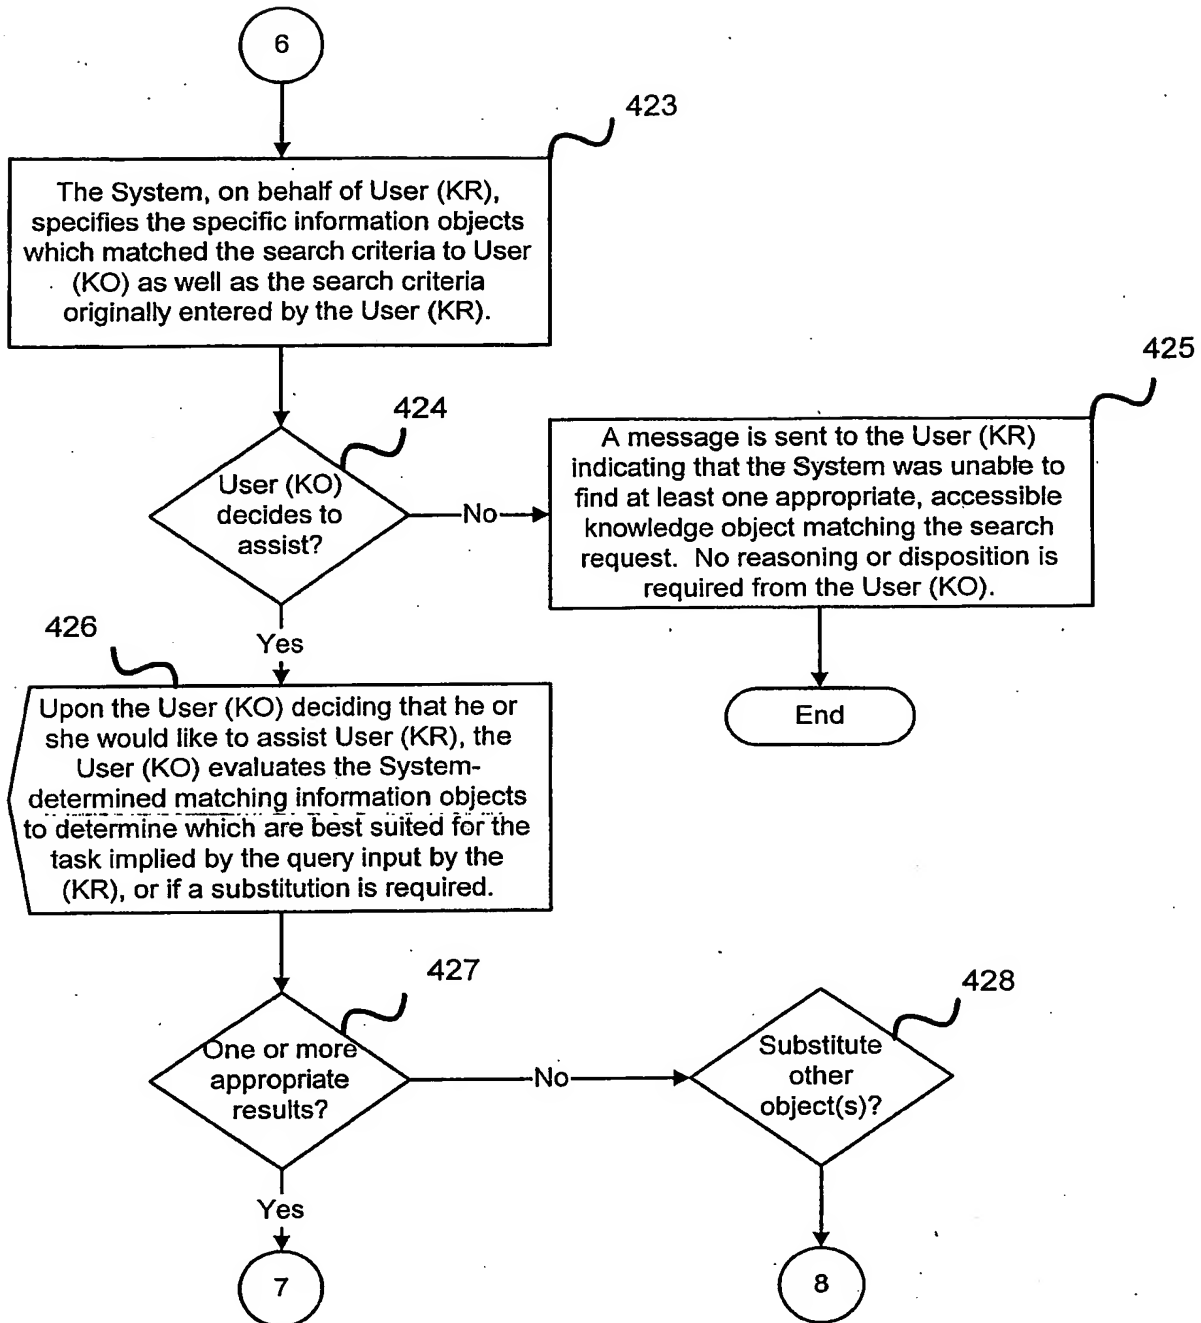 6
423
The System, on behalf of User (KR),
specifies the specific information objects
which matched the search criteria to User
(KO) as well as the search criteria
originally entered by the User (KR).
424
User (KO)
decides to
assist?
No
425
A message is sent to the User (KR)
indicating that the System was unable to
find at least one appropriate, accessible
knowledge object matching the search
request. No reasoning or disposition is
required from the User (KO).
End
Yes
426
Upon the User (KO) deciding that he or
she would like to assist User (KR), the
User (KO) evaluates the System-
determined matching information objects
to determine which are best suited for the
task implied by the query input by the
(KR), or if a substitution is required.
427
One or more
appropriate
results?
No
428
Substitute
other
object(s)?
Yes
7
8